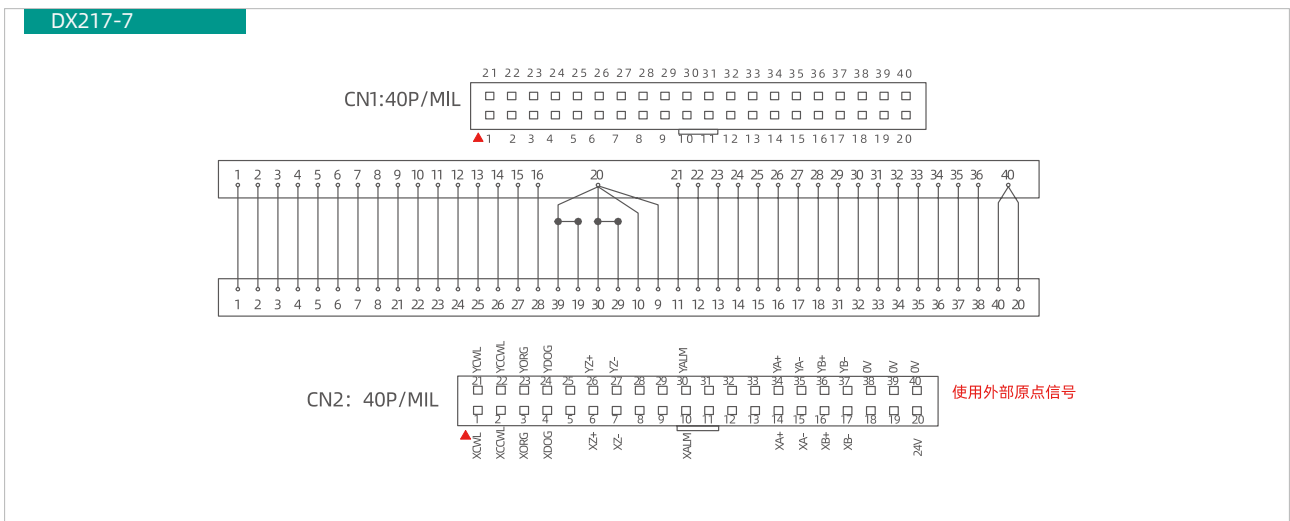 DX217-7
21 22 23 24 25 26 27 28 29 30 31 32 33 34 35 36 37 38 39 40
CN1:40P/MIL
1 2 3 4 5 6 7 8 9 10 11 12 13 14 15 16 17 18 19 20
1 2 3 4 5 6 7 8 9 10 11 12 13 14 15 16 20 21 22 23 24 25 26 27 28 29 30 31 32 33 34 35 36 40
1 2 3 4 5 6 7 8 21 22 23 24 25 26 27 28 39 19 30 29 10 9 11 12 13 14 15 16 17 18 31 32 33 34 35 36 37 38 40 20
YCWL YCCWL YORG YDOG YZ+ YZ- YALM YA+ YA- YB+ YB- 0V 0V 0V
21 22 23 24 25 26 27 28 29 30 31 32 33 34 35 36 37 38 39 40
CN2: 40P/MIL
使用外部原点信号
1 2 3 4 5 6 7 8 9 10 11 12 13 14 15 16 17 18 19 20
XCWL XCCWL XORG XDOG XZ+ XZ- XALM XA+ XA- XB+ XB- 24V